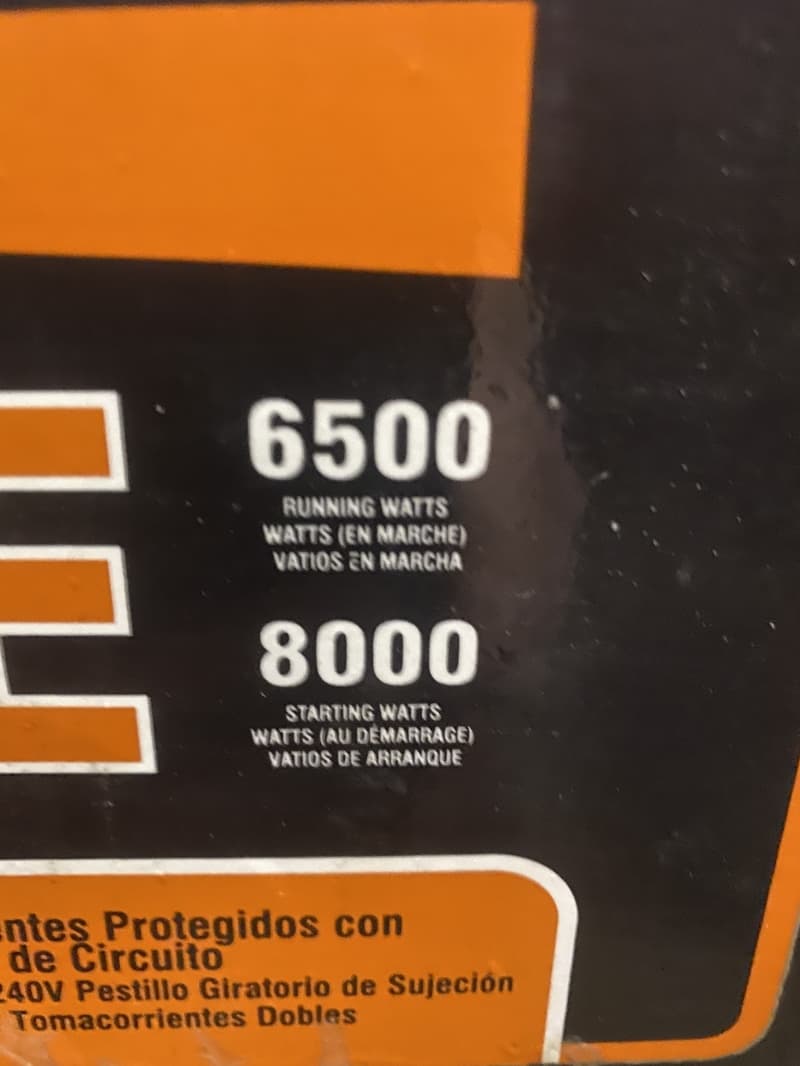 6500
RUNNING WATTS
WATTS (EN MARCHE)
VATIOS EN MARCHA
8000
STARTING WATTS
WATTS (AU DÉMARRAGE)
VATIOS DE ARRANQUE
ntes Protegidos con
de Circuito
240V Pestillo Giratorio de Sujeción
Tomacorrientes Dobles